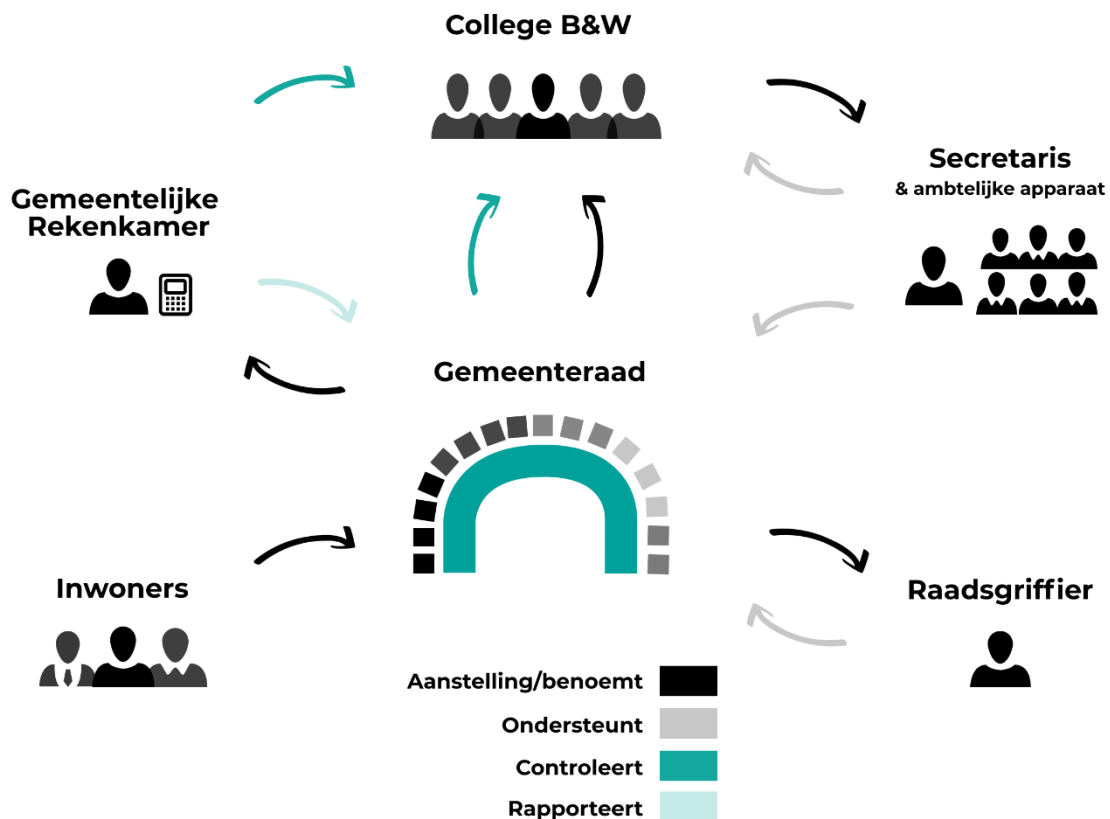 College B&W
Secretaris
& ambtelijke apparaat
Gemeentelijke
Rekenkamer
Gemeenteraad
Inwoners
Raadsgriffier
Aanstelling/benoemt
Ondersteunt
Controleert
Rapporteert